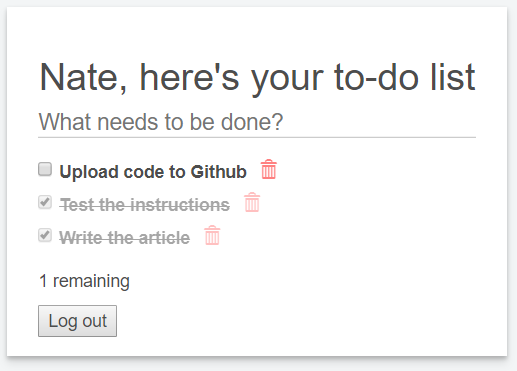 Nate, here's your to-do list
What needs to be done?
Upload code to Github
Test the instructions
Write the article
1 remaining
Log out